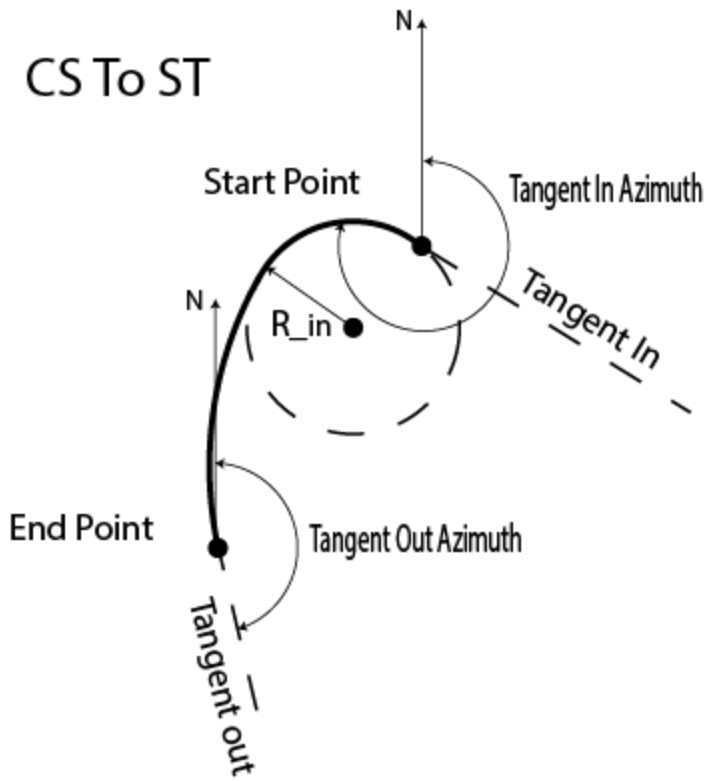 N
CS To ST
Start Point
Tangent In Azimuth
Tangent In
N
R_in
End Point
Tangent Out Azimuth
Tangent out